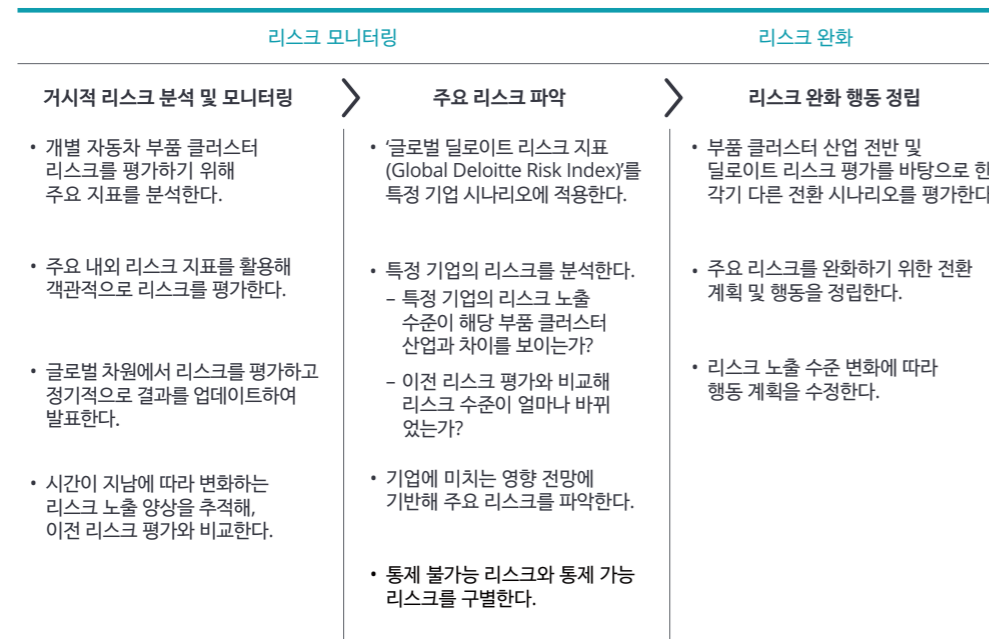 리스크 모니터링
리스크 완화
거시적 리스크 분석 및 모니터링
• 개별 자동차 부품 클러스터
리스크를 평가하기 위해
주요 지표를 분석한다.
• 주요 내외 리스크 지표를 활용해
객관적으로 리스크를 평가한다.
• 글로벌 차원에서 리스크를 평가하고
정기적으로 결과를 업데이트하여
발표한다.
• 시간이 지남에 따라 변화하는
리스크 노출 양상을 추적해,
이전 리스크 평가와 비교한다.
주요 리스크 파악
• ‘글로벌 딜로이트 리스크 지표
(Global Deloitte Risk Index)’를
특정 기업 시나리오에 적용한다.
• 특정 기업의 리스크를 분석한다.
– 특정 기업의 리스크 노출
수준이 해당 부품 클러스터
산업과 차이를 보이는가?
– 이전 리스크 평가와 비교해
리스크 수준이 얼마나 바뀌
었는가?
• 기업에 미치는 영향 전망에
기반해 주요 리스크를 파악한다.
• 통제 불가능 리스크와 통제 가능
리스크를 구별한다.
리스크 완화 행동 정립
• 부품 클러스터 산업 전반 및
딜로이트 리스크 평가를 바탕으로 한
각기 다른 전환 시나리오를 평가한다
• 주요 리스크를 완화하기 위한 전환
계획 및 행동을 정립한다.
• 리스크 노출 수준 변화에 따라
행동 계획을 수정한다.